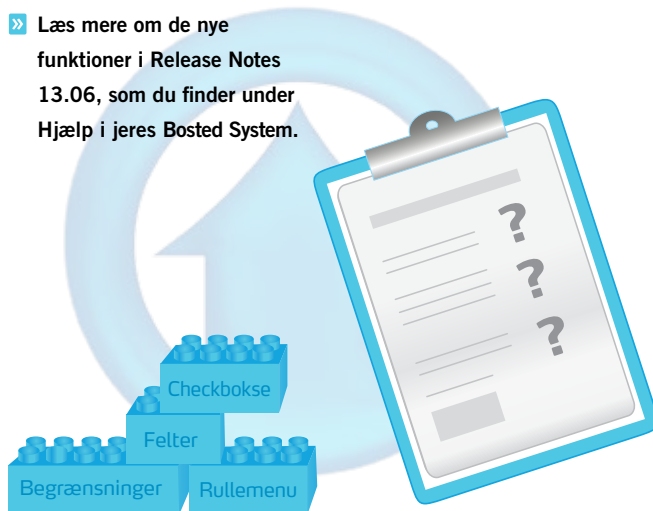 » Læs mere om de nye
funktioner i Release Notes
13.06, som du finder under
Hjælp i jeres Bosted System.
?
?
?
Checkbokse
Felter
Begrænsninger
Rullemenu